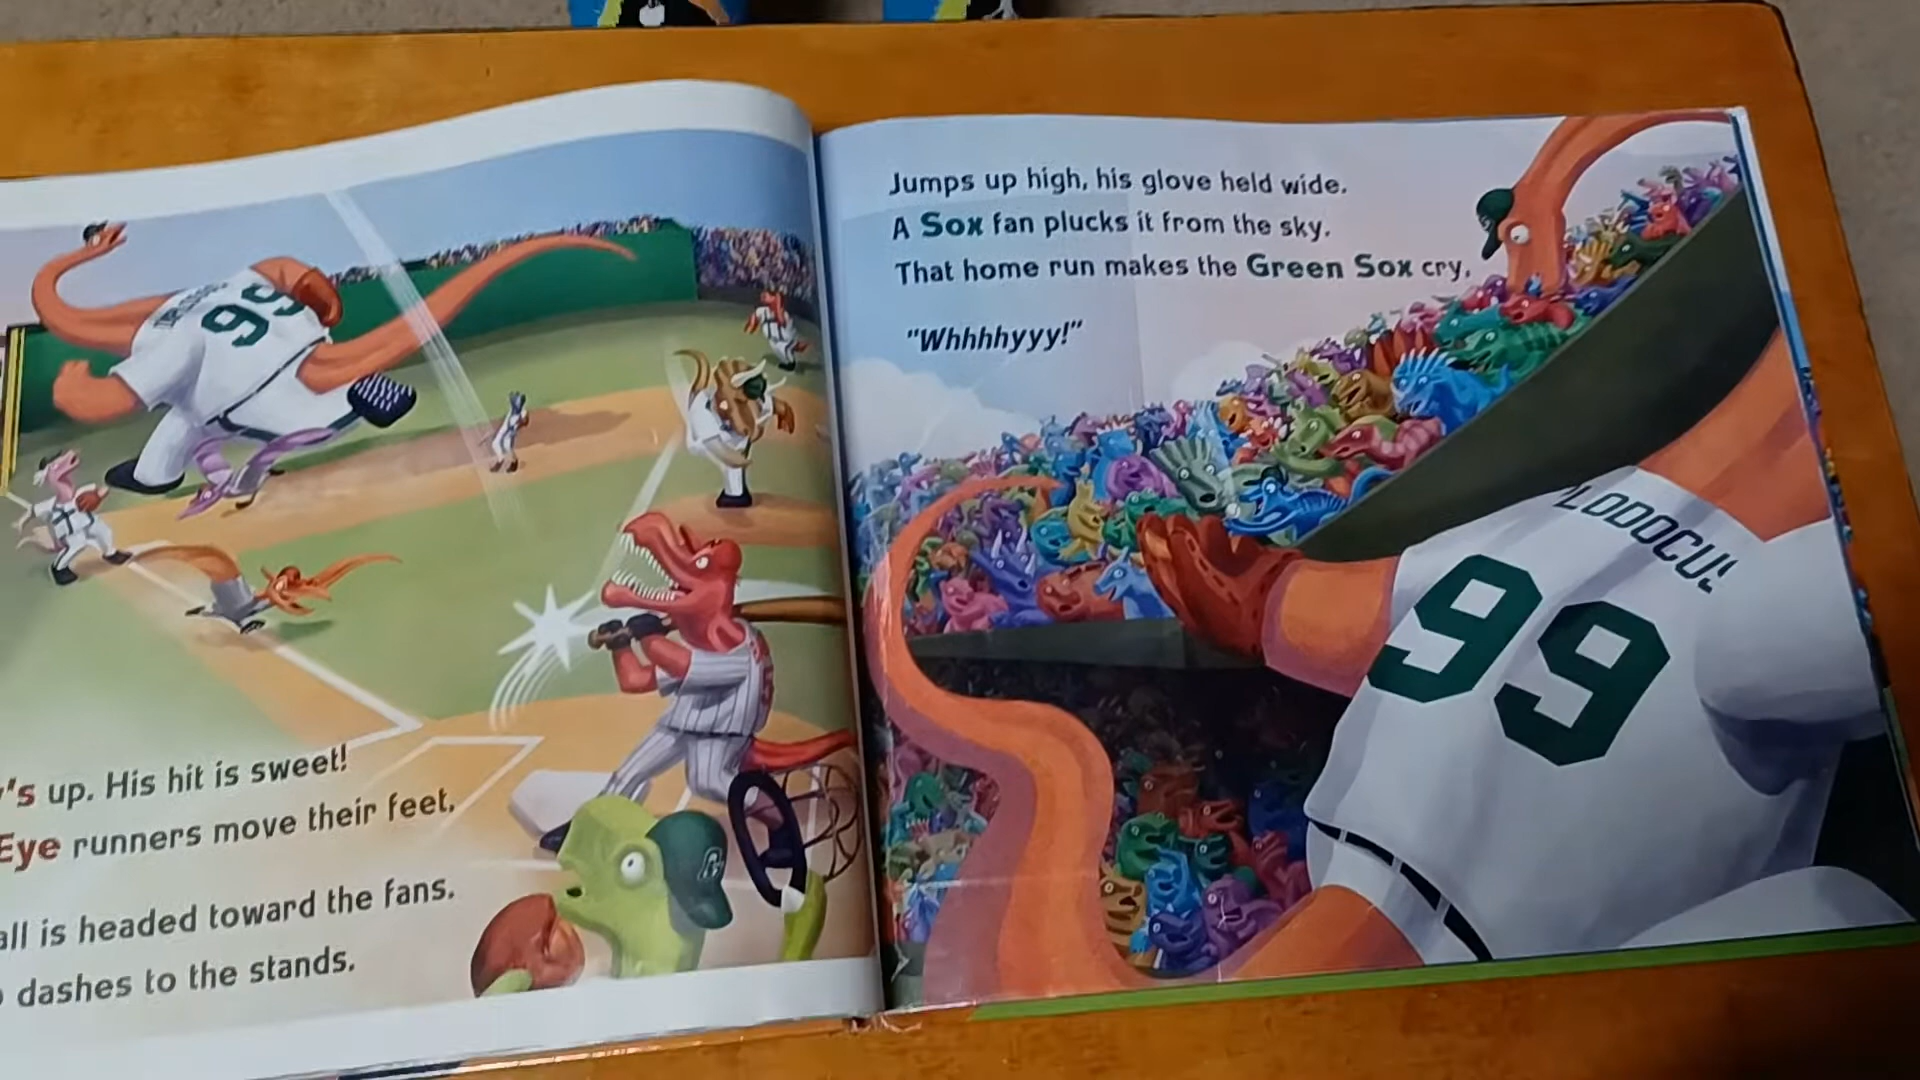 99
up. His hit is sweet!
Eye runners move their feet,
is headed toward the fans.
dashes to the stands.
Jumps up high, his glove held wide.
A Sox fan plucks it from the sky.
That home run makes the Green Sox cry,
"Whhhhyyy!"
99